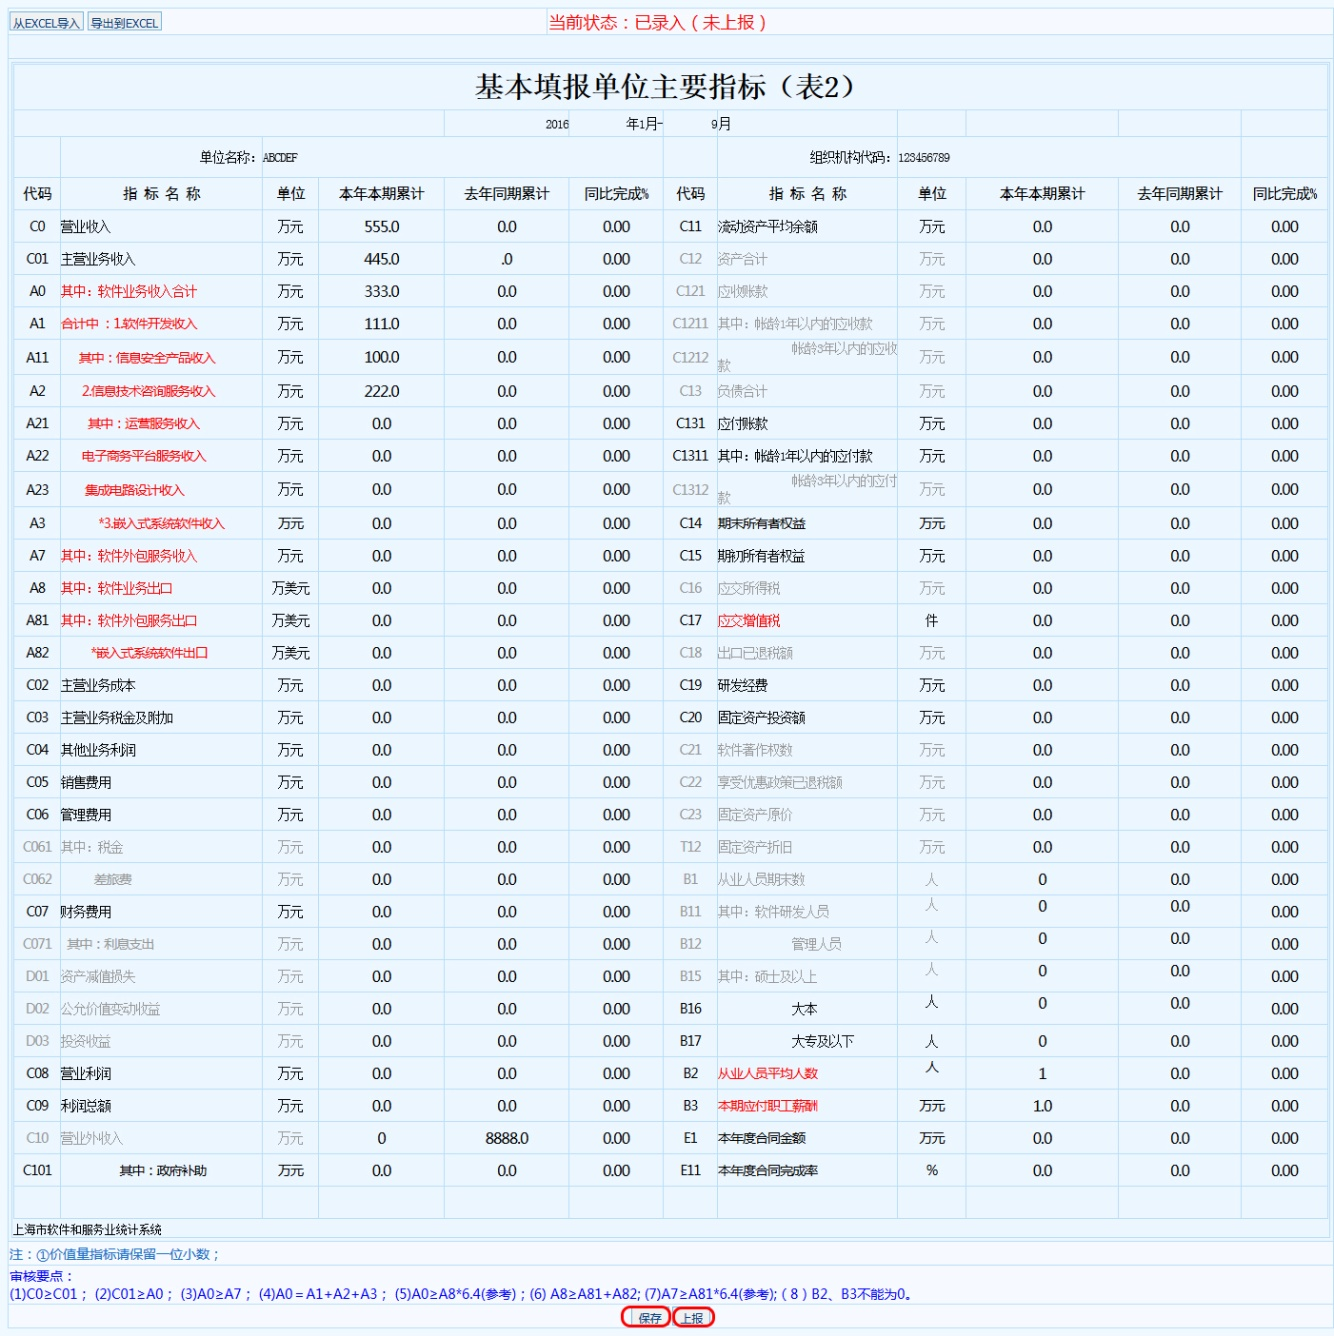 从EXCEL导入 导出到EXCEL 当前状态：已录入（未上报）
基本填报单位主要指标（表2）
2016 年1月- 9月
单位名称：ABCDEF 组织机构代码：123456789
代码 指 标 名 称 单位 本年本期累计 去年同期累计 同比完成% 代码 指 标 名 称 单位 本年本期累计 去年同期累计 同比完成%
C0 营业收入 万元 555.0 0.0 0.00 C11 流动资产平均余额 万元 0.0 0.0 0.00
C01 主营业务收入 万元 445.0 .0 0.00 C12 资产合计 万元 0.0 0.0 0.00
A0 其中：软件业务收入合计 万元 333.0 0.0 0.00 C121 应收账款 万元 0.0 0.0 0.00
A1 合计中：1.软件开发收入 万元 111.0 0.0 0.00 C1211 其中：帐龄1年以内的应收款 万元 0.0 0.0 0.00
A11 其中：信息安全产品收入 万元 100.0 0.0 0.00 C1212 帐龄3年以内的应收款 万元 0.0 0.0 0.00
A2 2.信息技术咨询服务收入 万元 222.0 0.0 0.00 C13 负债合计 万元 0.0 0.0 0.00
A21 其中：运营服务收入 万元 0.0 0.0 0.00 C131 应付账款 万元 0.0 0.0 0.00
A22 电子商务平台服务收入 万元 0.0 0.0 0.00 C1311 其中：帐龄1年以内的应付款 万元 0.0 0.0 0.00
A23 集成电路设计收入 万元 0.0 0.0 0.00 C1312 帐龄3年以内的应付款 万元 0.0 0.0 0.00
A3 *3.嵌入式系统软件收入 万元 0.0 0.0 0.00 C14 期末所有者权益 万元 0.0 0.0 0.00
A7 其中：软件外包服务收入 万元 0.0 0.0 0.00 C15 期初所有者权益 万元 0.0 0.0 0.00
A8 其中：软件业务出口 万美元 0.0 0.0 0.00 C16 应交所得税 万元 0.0 0.0 0.00
A81 其中：软件外包服务出口 万美元 0.0 0.0 0.00 C17 应交增值税 件 0.0 0.0 0.00
A82 *嵌入式系统软件出口 万美元 0.0 0.0 0.00 C18 出口已退税额 万元 0.0 0.0 0.00
C02 主营业务成本 万元 0.0 0.0 0.00 C19 研发经费 万元 0.0 0.0 0.00
C03 主营业务税金及附加 万元 0.0 0.0 0.00 C20 固定资产投资额 万元 0.0 0.0 0.00
C04 其他业务利润 万元 0.0 0.0 0.00 C21 软件著作权数 万元 0.0 0.0 0.00
C05 销售费用 万元 0.0 0.0 0.00 C22 享受优惠政策已退税额 万元 0.0 0.0 0.00
C06 管理费用 万元 0.0 0.0 0.00 C23 固定资产原价 万元 0.0 0.0 0.00
C061 其中：税金 万元 0.0 0.0 0.00 T12 固定资产折旧 万元 0.0 0.0 0.00
C062 差旅费 万元 0.0 0.0 0.00 B1 从业人员期末数 人 0 0.0 0.00
C07 财务费用 万元 0.0 0.0 0.00 B11 其中：软件研发人员 人 0 0.0 0.00
C071 其中：利息支出 万元 0.0 0.0 0.00 B12 管理人员 人 0 0.0 0.00
D01 资产减值损失 万元 0.0 0.0 0.00 B15 其中：硕士及以上 人 0 0.0 0.00
D02 公允价值变动收益 万元 0.0 0.0 0.00 B16 大本 人 0 0.0 0.00
D03 投资收益 万元 0.0 0.0 0.00 B17 大专及以下 人 0 0.0 0.00
C08 营业利润 万元 0.0 0.0 0.00 B2 从业人员平均人数 人 1 0.0 0.00
C09 利润总额 万元 0.0 0.0 0.00 B3 本期应付职工薪酬 万元 1.0 0.0 0.00
C10 营业外收入 万元 0 8888.0 0.00 E1 本年度合同金额 万元 0.0 0.0 0.00
C101 其中：政府补助 万元 0.0 0.0 0.00 E11 本年度合同完成率 % 0.0 0.0 0.00
上海市软件和服务业统计系统
注：①价值量指标请保留一位小数；
审核要点：
(1)C0≥C01； (2)C01≥A0； (3)A0≥A7； (4)A0＝A1+A2+A3； (5)A0≥A8*6.4(参考)；(6) A8≥A81+A82; (7)A7≥A81*6.4(参考);（8）B2、B3不能为0。
保存 上报